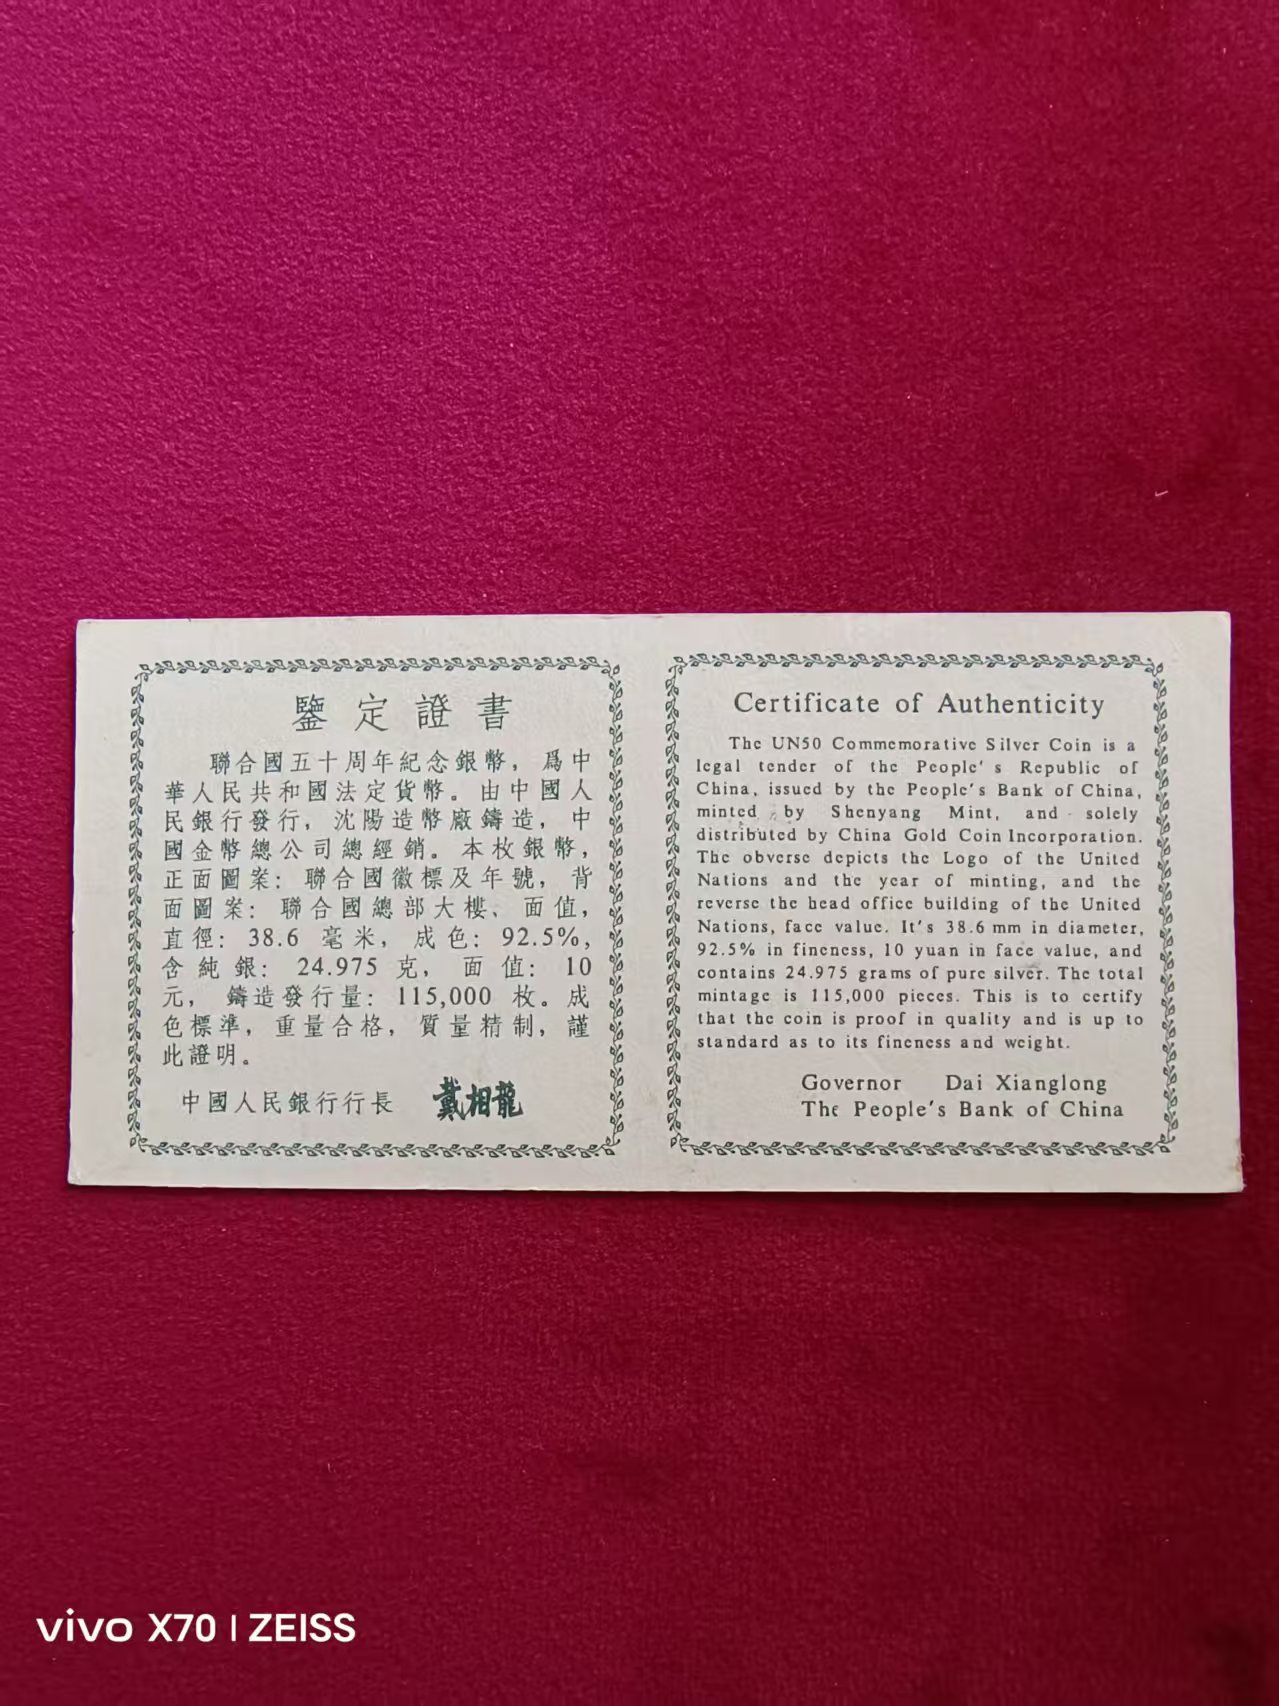 鑒定證書
聯合國五十周年紀念銀幣，爲中
華人民共和國法定貨幣。由中國人
民銀行發行，沈陽造幣廠鑄造，中
國金幣總公司總經銷。本枚銀幣，
正面圖案：聯合國徽標及年號，背
面圖案：聯合國總部大樓、面值，
直徑：38.6 毫米，成色：92.5%，
含純銀：24.975 克，面值：10
元，鑄造發行量：115,000 枚。成
色標準，重量合格，質量精制，謹
此證明。
中國人民銀行行長 戴相龍
Certificate of Authenticity
The UN50 Commemorative Silver Coin is a
legal tender of the People's Republic of
China, issued by the People's Bank of China,
minted by Shenyang Mint, and solely
distributed by China Gold Coin Incorporation.
The obverse depicts the Logo of the United
Nations and the year of minting, and the
reverse the head office building of the United
Nations, face value. It's 38.6 mm in diameter,
92.5% in fineness, 10 yuan in face value, and
contains 24.975 grams of pure silver. The total
mintage is 115,000 pieces. This is to certify
that the coin is proof in quality and is up to
standard as to its fineness and weight.
Governor Dai Xianglong
The People's Bank of China
vivo X70 | ZEISS